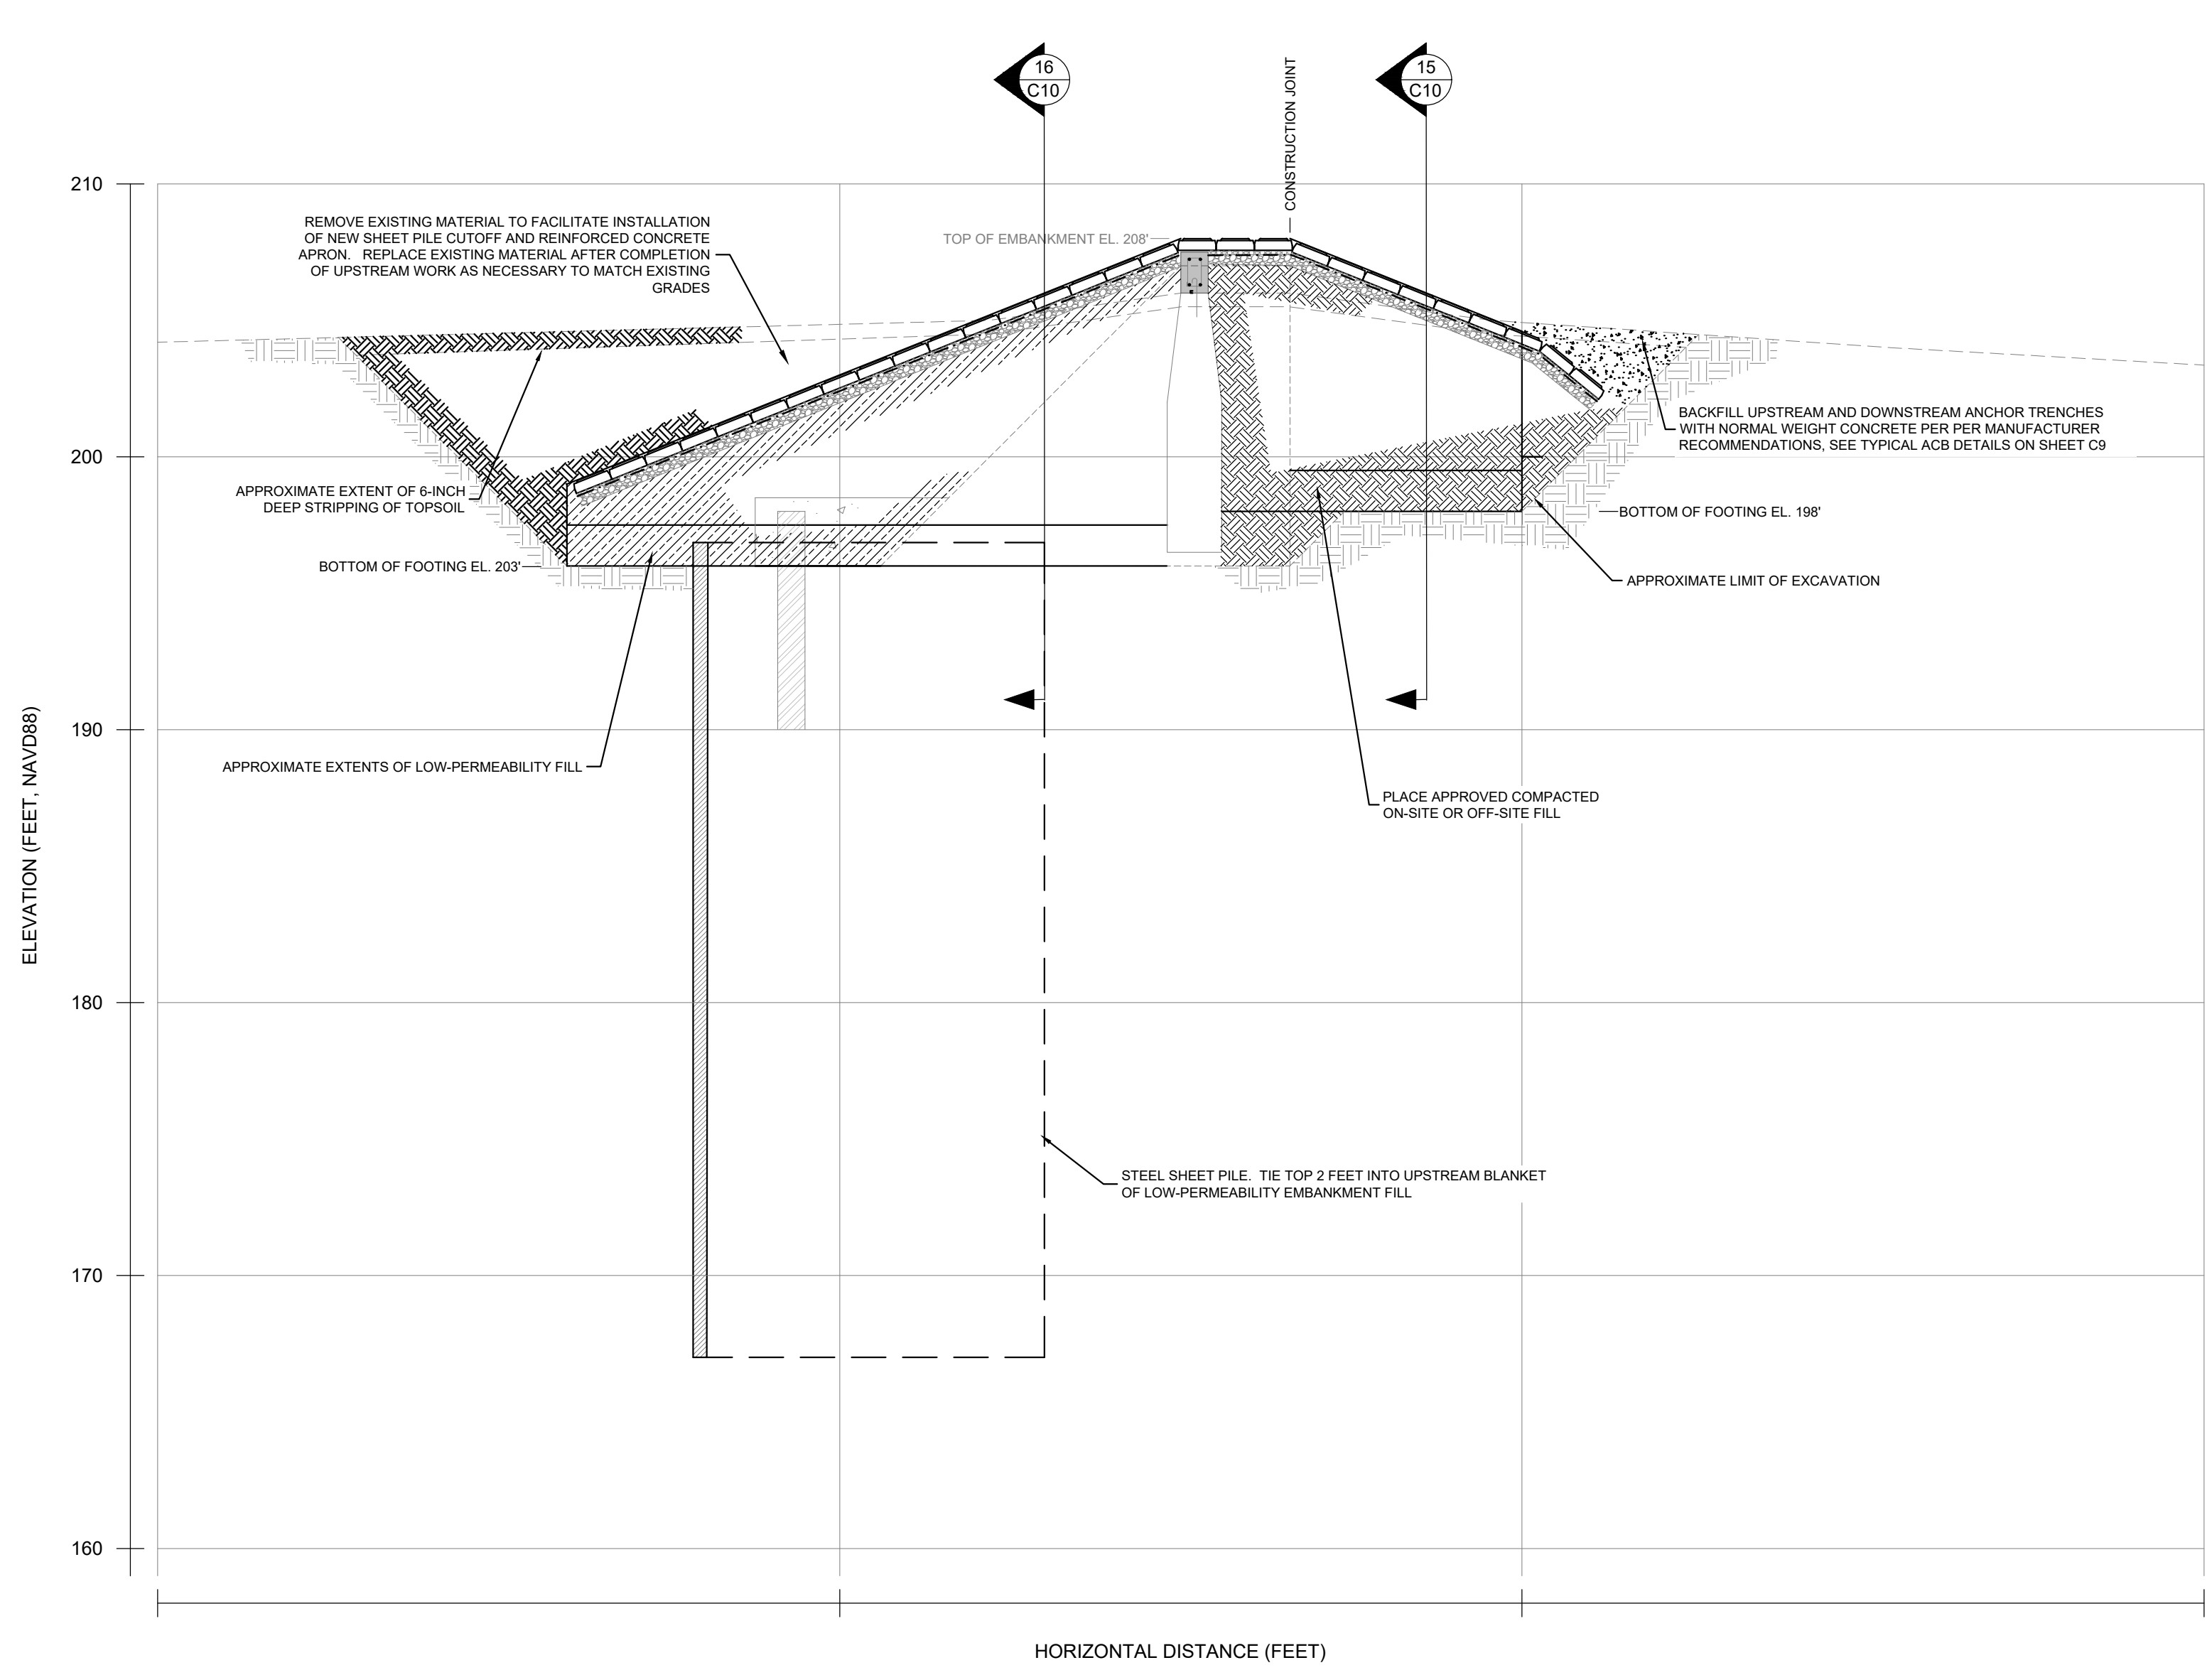 16
C10
15
C10
CONSTRUCTION JOINT
210
REMOVE EXISTING MATERIAL TO FACILITATE INSTALLATION
OF NEW SHEET PILE CUTOFF AND REINFORCED CONCRETE
APRON. REPLACE EXISTING MATERIAL AFTER COMPLETION
OF UPSTREAM WORK AS NECESSARY TO MATCH EXISTING
GRADES
TOP OF EMBANKMENT EL. 208'
BACKFILL UPSTREAM AND DOWNSTREAM ANCHOR TRENCHES
WITH NORMAL WEIGHT CONCRETE PER PER MANUFACTURER
RECOMMENDATIONS, SEE TYPICAL ACB DETAILS ON SHEET C9
200
APPROXIMATE EXTENT OF 6-INCH
DEEP STRIPPING OF TOPSOIL
BOTTOM OF FOOTING EL. 198'
BOTTOM OF FOOTING EL. 203'
APPROXIMATE LIMIT OF EXCAVATION
190
APPROXIMATE EXTENTS OF LOW-PERMEABILITY FILL
PLACE APPROVED COMPACTED
ON-SITE OR OFF-SITE FILL
ELEVATION (FEET, NAVD88)
180
STEEL SHEET PILE. TIE TOP 2 FEET INTO UPSTREAM BLANKET
OF LOW-PERMEABILITY EMBANKMENT FILL
170
160
HORIZONTAL DISTANCE (FEET)